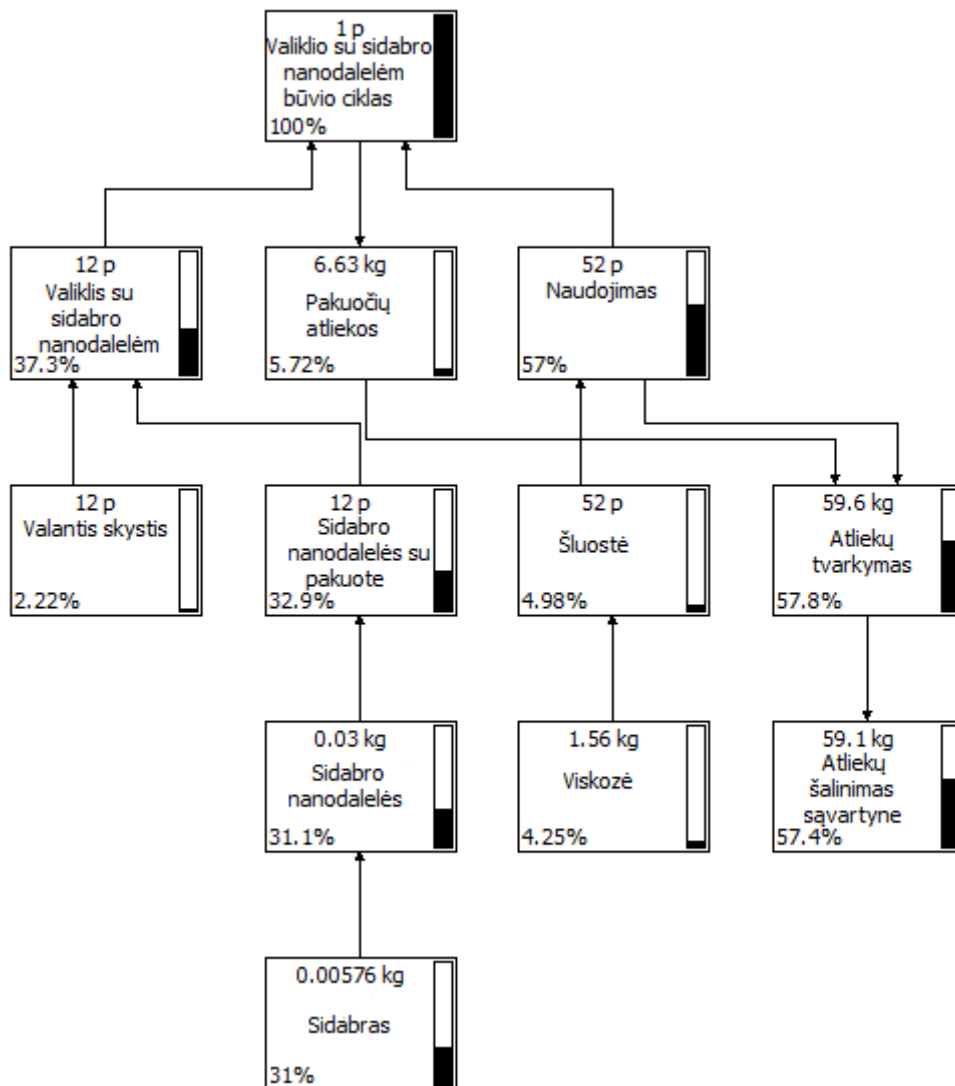 1 p
Valiklio su sidabro
nanodalelėm
būvio ciklas
100%
12 p
Valiklis su
sidabro
nanodalelėm
37.3%
6.63 kg
Pakuočių
atliekos
5.72%
52 p
Naudojimas
57%
12 p
Valantis skystis
2.22%
12 p
Sidabro
nanodalelės su
pakuote
32.9%
52 p
Šluostė
4.98%
59.6 kg
Atliekų
tvarkymas
57.8%
0.03 kg
Sidabro
nanodalelės
31.1%
1.56 kg
Viskozė
4.25%
59.1 kg
Atliekų
šalinimas
sąvartyne
57.4%
0.00576 kg
Sidabras
31%